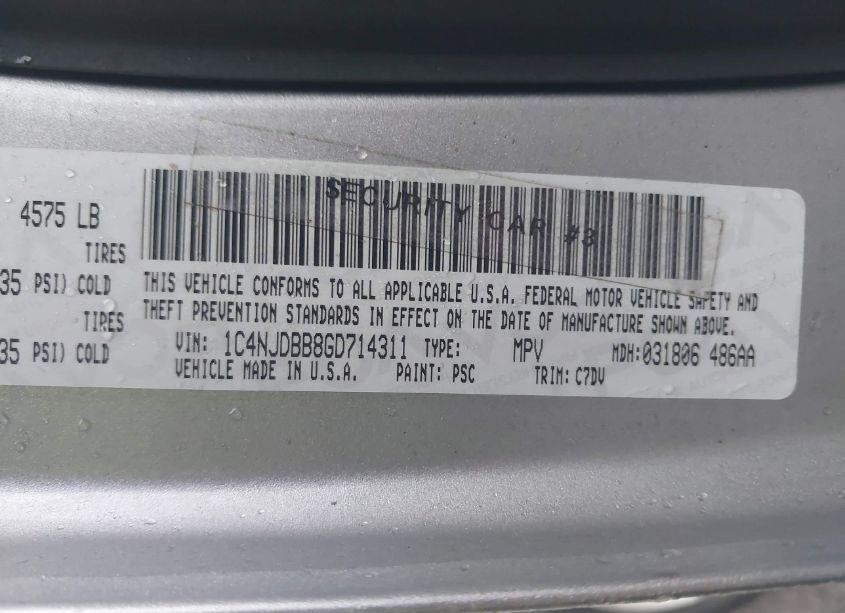 SECURITY CAR #3
4575 LB
TIRES
35 PSI) COLD
TIRES
35 PSI) COLD
THIS VEHICLE CONFORMS TO ALL APPLICABLE U.S.A. FEDERAL MOTOR VEHICLE SAFETY AND
THEFT PREVENTION STANDARDS IN EFFECT ON THE DATE OF MANUFACTURE SHOWN ABOVE.
VIN: 1C4NJDBB8GD714311 TYPE: MPV MDH:031806 486AA
VEHICLE MADE IN U.S.A. PAINT: PSC TRIM: C7DV